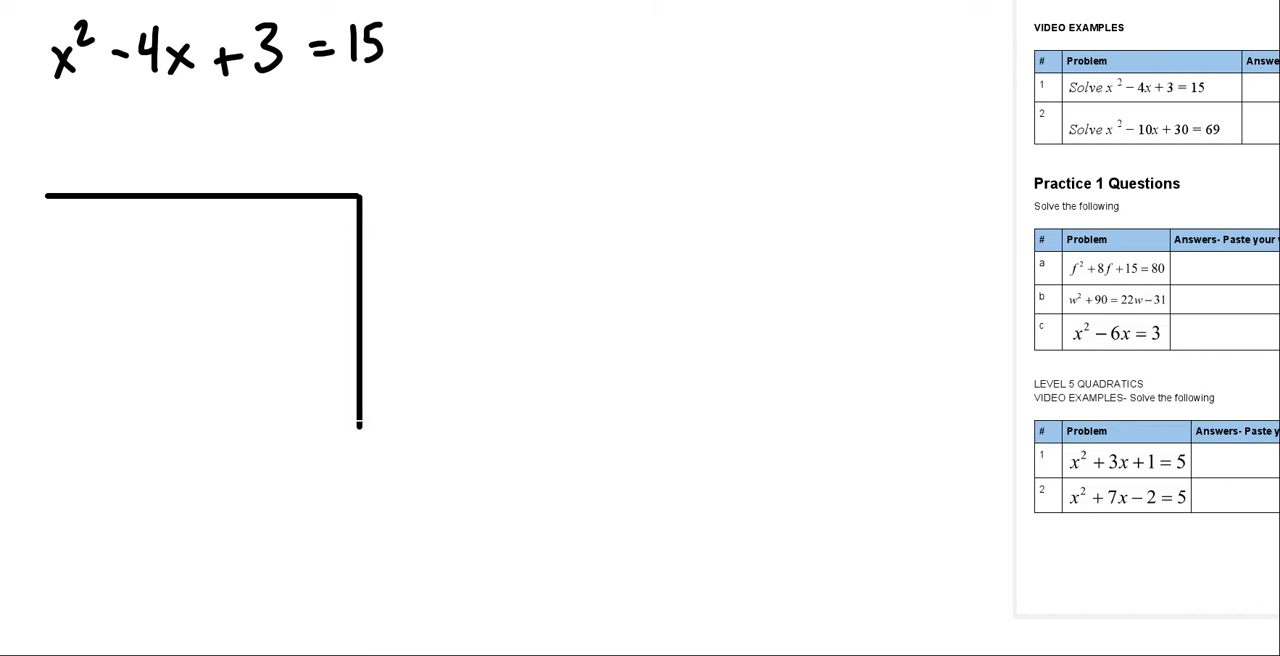 x² - 4x + 3 = 15
VIDEO EXAMPLES
# Problem Answe
1 Solve x² − 4x + 3 = 15
2 Solve x² − 10x + 30 = 69
Practice 1 Questions
Solve the following
# Problem Answers- Paste your
a f² + 8f + 15 = 80
b w² + 90 = 22w − 31
c x² − 6x = 3
LEVEL 5 QUADRATICS
VIDEO EXAMPLES- Solve the following
# Problem Answers- Paste y
1 x² + 3x + 1 = 5
2 x² + 7x − 2 = 5